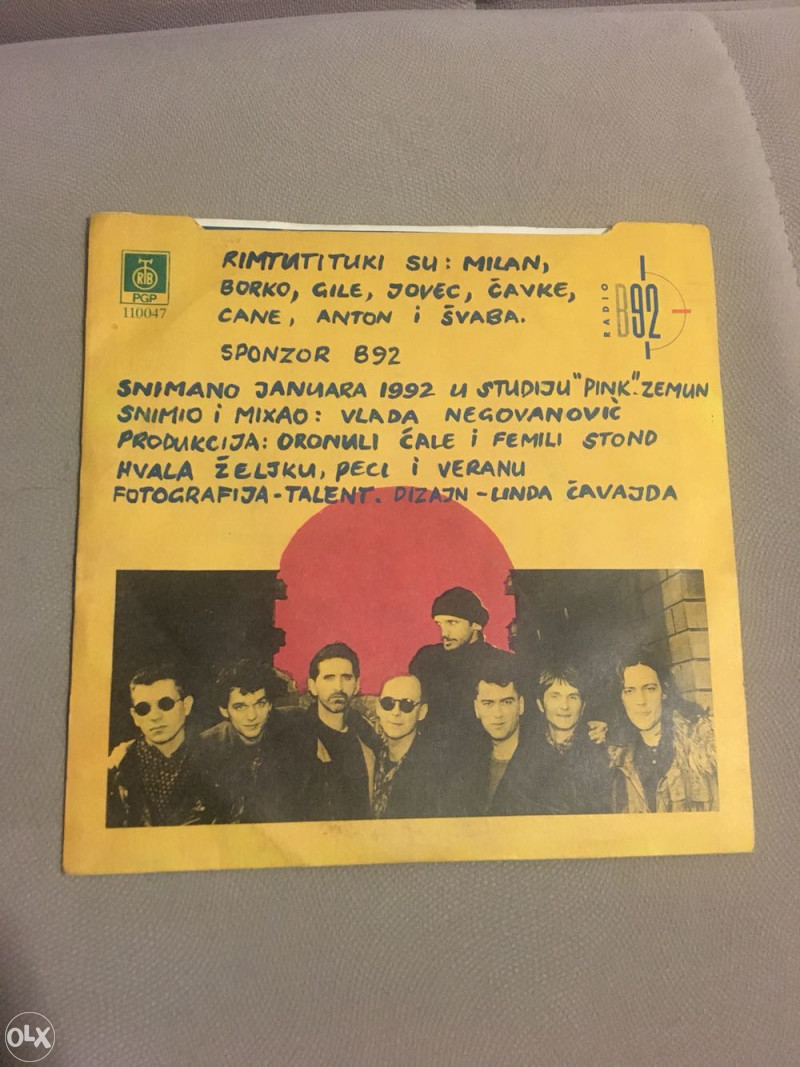 RTB
PGP
110047
RIMTUTITUKI SU: MILAN,
BORKO, GILE, JOVEC, ČAVKE,
CANE, ANTON i ŠVABA.
RADIO
B92
SPONZOR B92
SNIMANO JANUARA 1992 U STUDIJU "PINK". ZEMUN
SNIMIO i MIXAO: VLADA NEGOVANOVIĆ
PRODUKCIJA: ORONULI ĆALE i FEMILI STOND
HVALA ŽELJKU, PECI i VERANU
FOTOGRAFIJA-TALENT. DIZAJN-LINDA ČAVAJDA
OLX